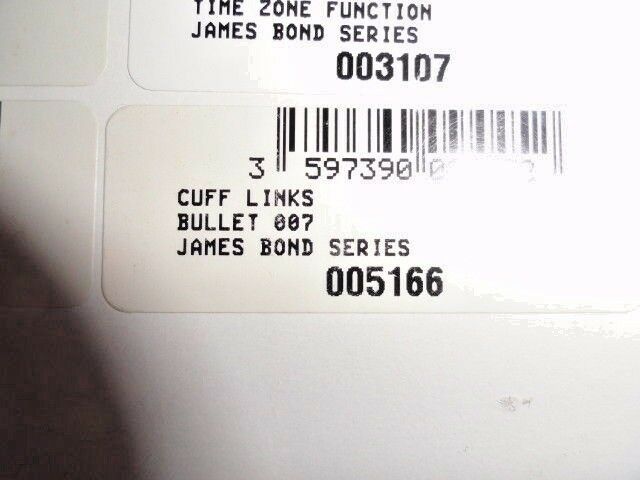 TIME ZONE FUNCTION
JAMES BOND SERIES
003107
3 597390
CUFF LINKS
BULLET 007
JAMES BOND SERIES
005166